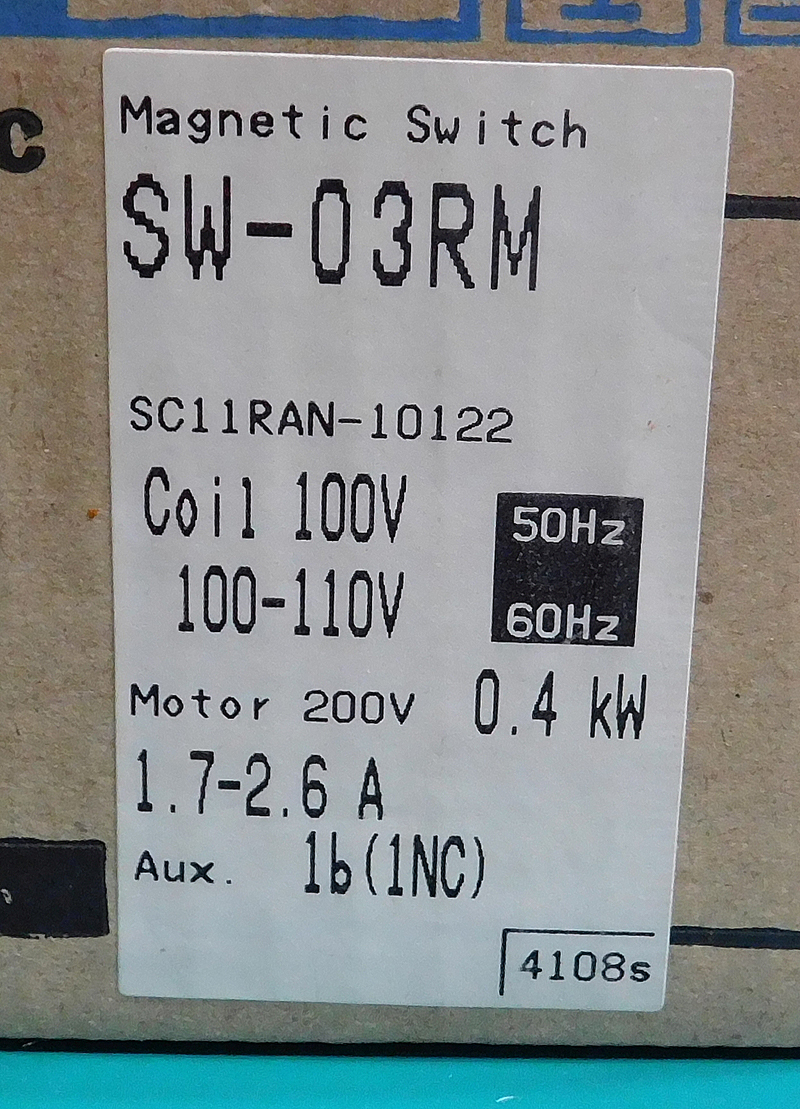 Magnetic Switch
SW-03RM
SC11RAN-10122
Coil 100V 50Hz
100-110V 60Hz
Motor 200V 0.4 kW
1.7-2.6 A
Aux. 1b(1NC)
4108s
c